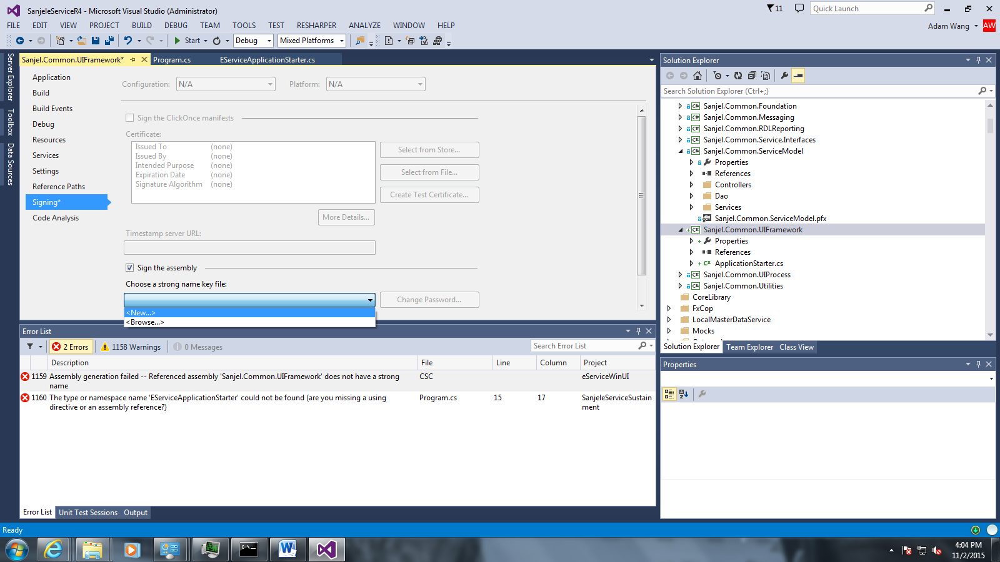 SanjeleServiceR4 - Microsoft Visual Studio (Administrator)
11
Quick Launch
FILE EDIT VIEW PROJECT BUILD DEBUG TEAM TOOLS TEST RESHARPER ANALYZE WINDOW HELP
Adam Wang AW
Start Debug Mixed Platforms
Server Explorer
Toolbox
Data Sources
Sanjel.Common.UIFramework* Program.cs EServiceApplicationStarter.cs
Application
Build
Build Events
Debug
Resources
Services
Settings
Reference Paths
Signing*
Code Analysis
Configuration: N/A Platform: N/A
Sign the ClickOnce manifests
Certificate:
Issued To (none)
Issued By (none)
Intended Purpose (none)
Expiration Date (none)
Signature Algorithm (none)
Select from Store...
Select from File...
Create Test Certificate...
More Details...
Timestamp server URL:
Sign the assembly
Choose a strong name key file:
Change Password...
<New...>
<Browse...>
Error List
2 Errors 1158 Warnings 0 Messages
Search Error List
Description File Line Column Project
1159 Assembly generation failed -- Referenced assembly 'Sanjel.Common.UIFramework' does not have a strong name CSC eServiceWinUI
1160 The type or namespace name 'EServiceApplicationStarter' could not be found (are you missing a using directive or an assembly reference?) Program.cs 15 17 SanjeleServiceSustainment
Error List Unit Test Sessions Output
Solution Explorer
Search Solution Explorer (Ctrl+;)
C# Sanjel.Common.Foundation
C# Sanjel.Common.Messaging
C# Sanjel.Common.RDLReporting
C# Sanjel.Common.Service.Interfaces
C# Sanjel.Common.ServiceModel
Properties
References
Controllers
Dao
Services
Sanjel.Common.ServiceModel.pfx
C# Sanjel.Common.UIFramework
Properties
References
C# ApplicationStarter.cs
C# Sanjel.Common.UIProcess
C# Sanjel.Common.Utilities
CoreLibrary
FxCop
LocalMasterDataService
Mocks
Solution Explorer Team Explorer Class View
Properties
Ready
4:04 PM
11/2/2015